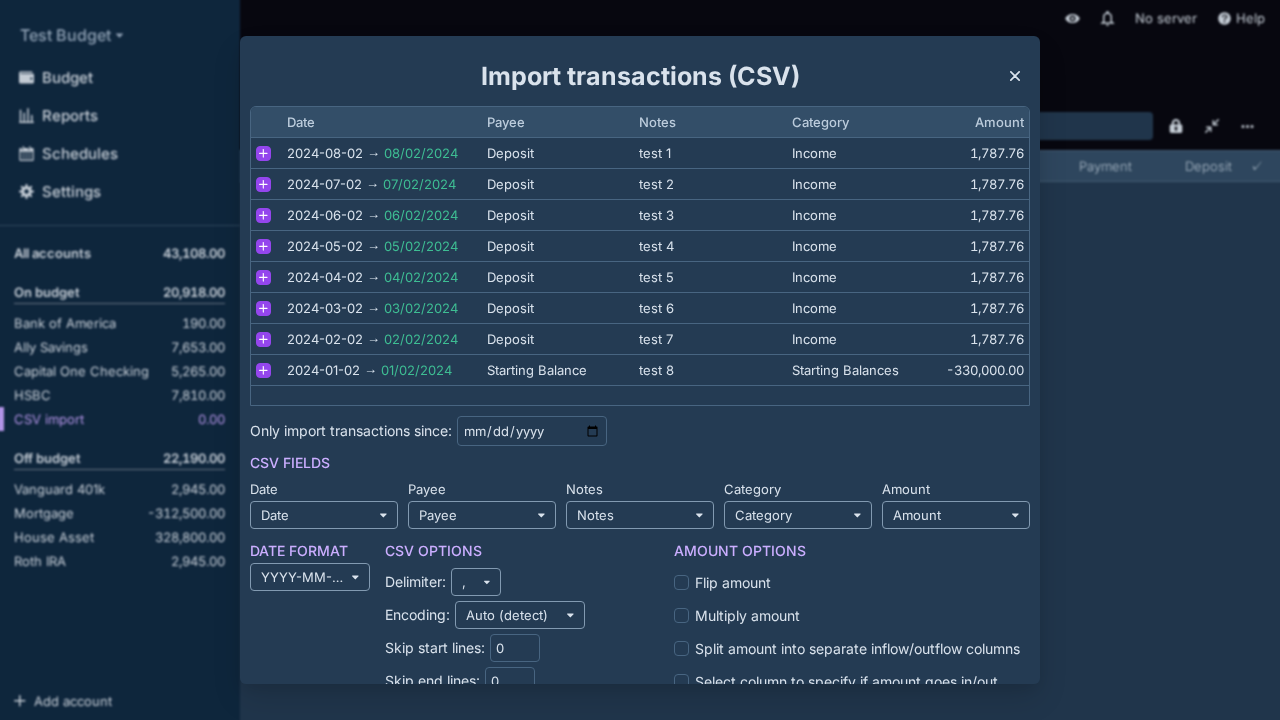 Test Budget
Budget
Reports
Schedules
Settings
All accounts 43,108.00
On budget 20,918.00
Bank of America 190.00
Ally Savings 7,653.00
Capital One Checking 5,265.00
HSBC 7,810.00
CSV import 0.00
Off budget 22,190.00
Vanguard 401k 2,945.00
Mortgage -312,500.00
House Asset 328,800.00
Roth IRA 2,945.00
Add account
No server Help
Payment Deposit
Import transactions (CSV)
Date Payee Notes Category Amount
2024-08-02 → 08/02/2024 Deposit test 1 Income 1,787.76
2024-07-02 → 07/02/2024 Deposit test 2 Income 1,787.76
2024-06-02 → 06/02/2024 Deposit test 3 Income 1,787.76
2024-05-02 → 05/02/2024 Deposit test 4 Income 1,787.76
2024-04-02 → 04/02/2024 Deposit test 5 Income 1,787.76
2024-03-02 → 03/02/2024 Deposit test 6 Income 1,787.76
2024-02-02 → 02/02/2024 Deposit test 7 Income 1,787.76
2024-01-02 → 01/02/2024 Starting Balance test 8 Starting Balances -330,000.00
Only import transactions since: mm/dd/yyyy
CSV FIELDS
Date Payee Notes Category Amount
Date Payee Notes Category Amount
DATE FORMAT CSV OPTIONS AMOUNT OPTIONS
YYYY-MM-...
Delimiter: ,
Encoding: Auto (detect)
Skip start lines: 0
Skip end lines: 0
Flip amount
Multiply amount
Split amount into separate inflow/outflow columns
Select column to specify if amount goes in/out